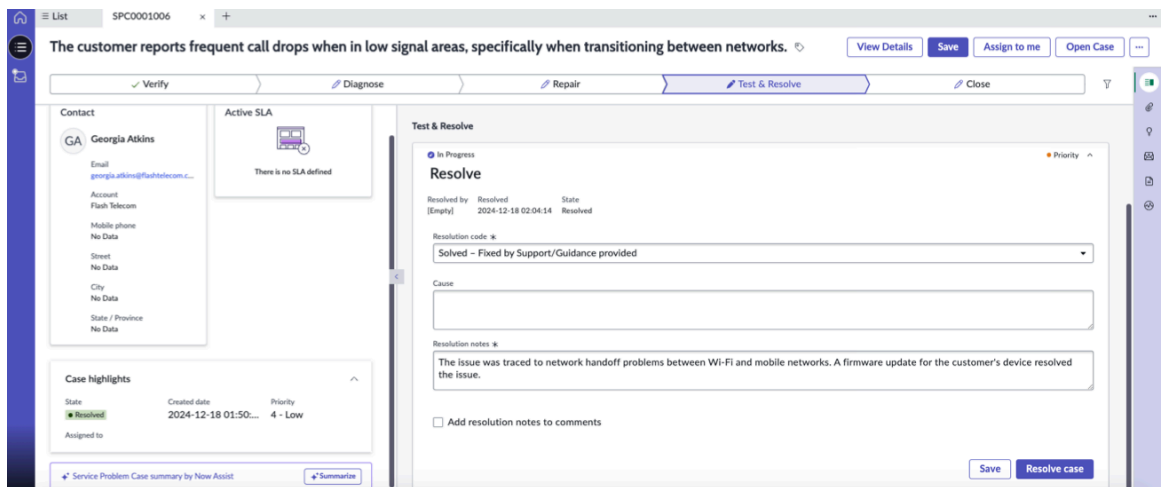 List
SPC0001006
The customer reports frequent call drops when in low signal areas, specifically when transitioning between networks.
View Details
Save
Assign to me
Open Case
Verify
Diagnose
Repair
Test & Resolve
Close
Contact
GA
Georgia Atkins
Email
georgia.atkins@flashtelecom.c...
Account
Flash Telecom
Mobile phone
No Data
Street
No Data
City
No Data
State / Province
No Data
Active SLA
There is no SLA defined
Case highlights
State
Created date
Priority
Resolved
2024-12-18 01:50:...
4 - Low
Assigned to
Service Problem Case summary by Now Assist
Summarize
Test & Resolve
In Progress
Priority
Resolve
Resolved by
Resolved
State
[Empty]
2024-12-18 02:04:14
Resolved
Resolution code *
Solved – Fixed by Support/Guidance provided
Cause
Resolution notes *
The issue was traced to network handoff problems between Wi-Fi and mobile networks. A firmware update for the customer's device resolved
the issue.
Add resolution notes to comments
Save
Resolve case